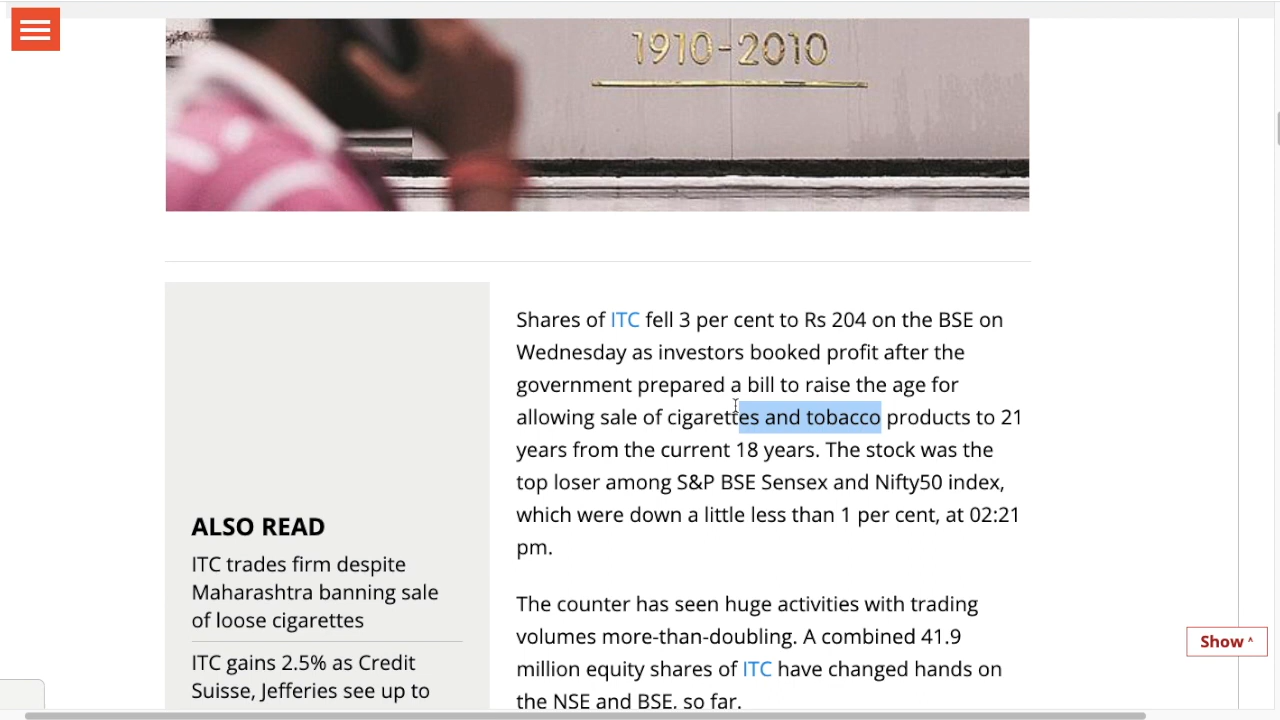 1910-2010
Shares of ITC fell 3 per cent to Rs 204 on the BSE on
Wednesday as investors booked profit after the
government prepared a bill to raise the age for
allowing sale of cigarettes and tobacco products to 21
years from the current 18 years. The stock was the
top loser among S&P BSE Sensex and Nifty50 index,
which were down a little less than 1 per cent, at 02:21
pm.
The counter has seen huge activities with trading
volumes more-than-doubling. A combined 41.9
million equity shares of ITC have changed hands on
the NSE and BSE, so far.
ALSO READ
ITC trades firm despite
Maharashtra banning sale
of loose cigarettes
ITC gains 2.5% as Credit
Suisse, Jefferies see up to
Show ^